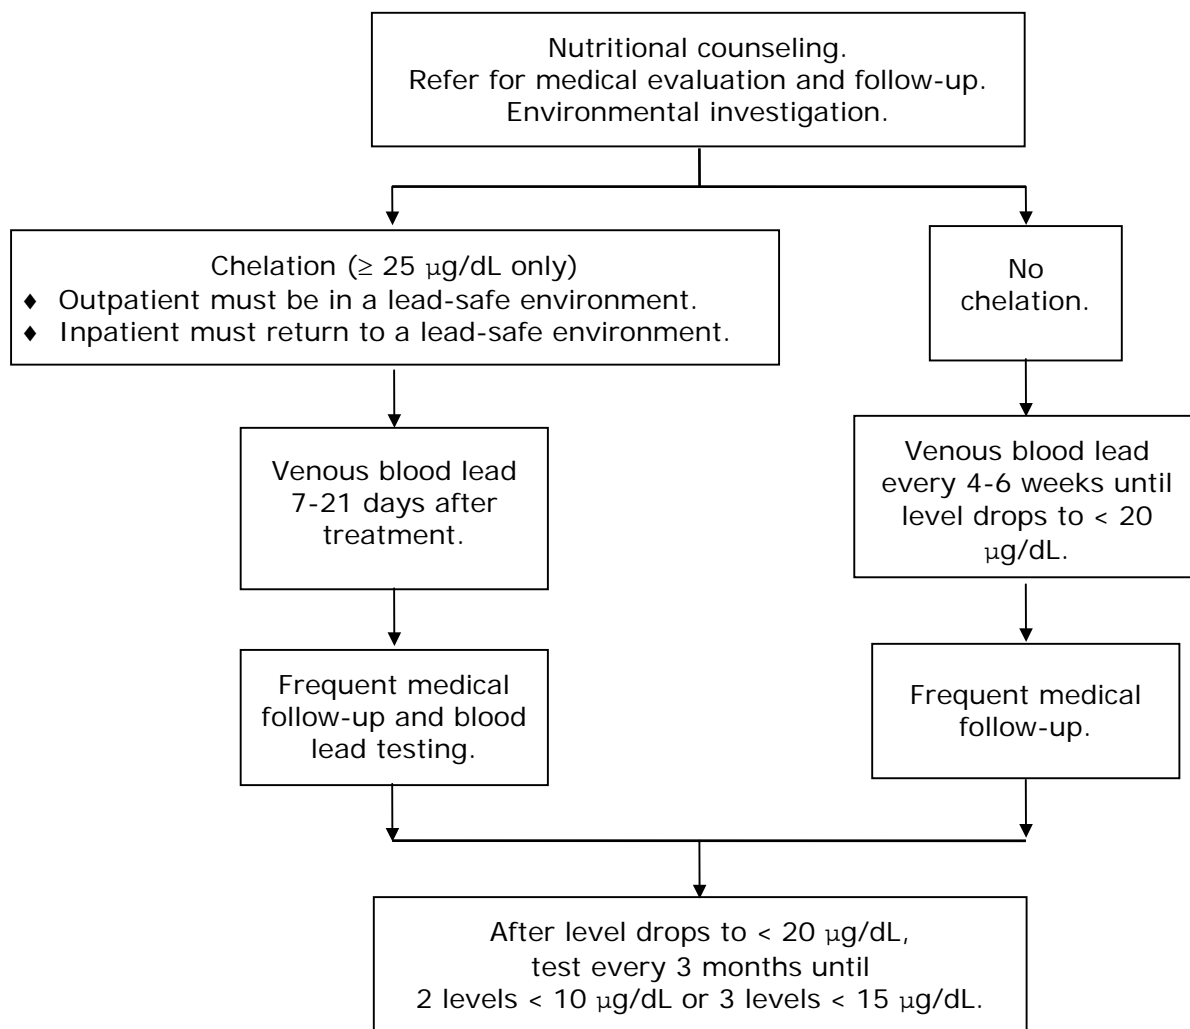 Nutritional counseling.
Refer for medical evaluation and follow-up.
Environmental investigation.
Chelation (≥ 25 μg/dL only)
♦ Outpatient must be in a lead-safe environment.
♦ Inpatient must return to a lead-safe environment.
No
chelation.
Venous blood lead
7-21 days after
treatment.
Venous blood lead
every 4-6 weeks until
level drops to < 20
μg/dL.
Frequent medical
follow-up and blood
lead testing.
Frequent medical
follow-up.
After level drops to < 20 μg/dL,
test every 3 months until
2 levels < 10 μg/dL or 3 levels < 15 μg/dL.